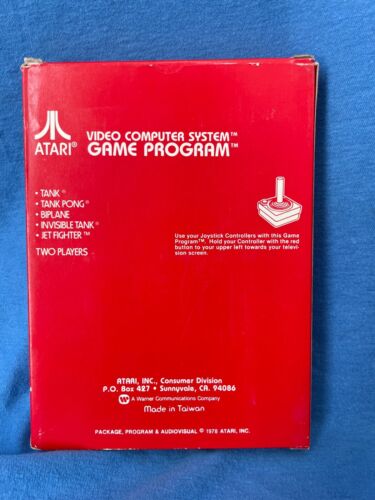 VIDEO COMPUTER SYSTEM™
ATARI® GAME PROGRAM™
• TANK®
• TANK PONG®
• BIPLANE
• INVISIBLE TANK®
• JET FIGHTER™
TWO PLAYERS
Use your Joystick Controllers with this Game
Program™. Hold your Controller with the red
button to your upper left towards your televi-
sion screen.
ATARI, INC., Consumer Division
P.O. Box 427 • Sunnyvale, CA. 94086
A Warner Communications Company
Made in Taiwan
PACKAGE, PROGRAM & AUDIOVISUAL © 1978 ATARI, INC.